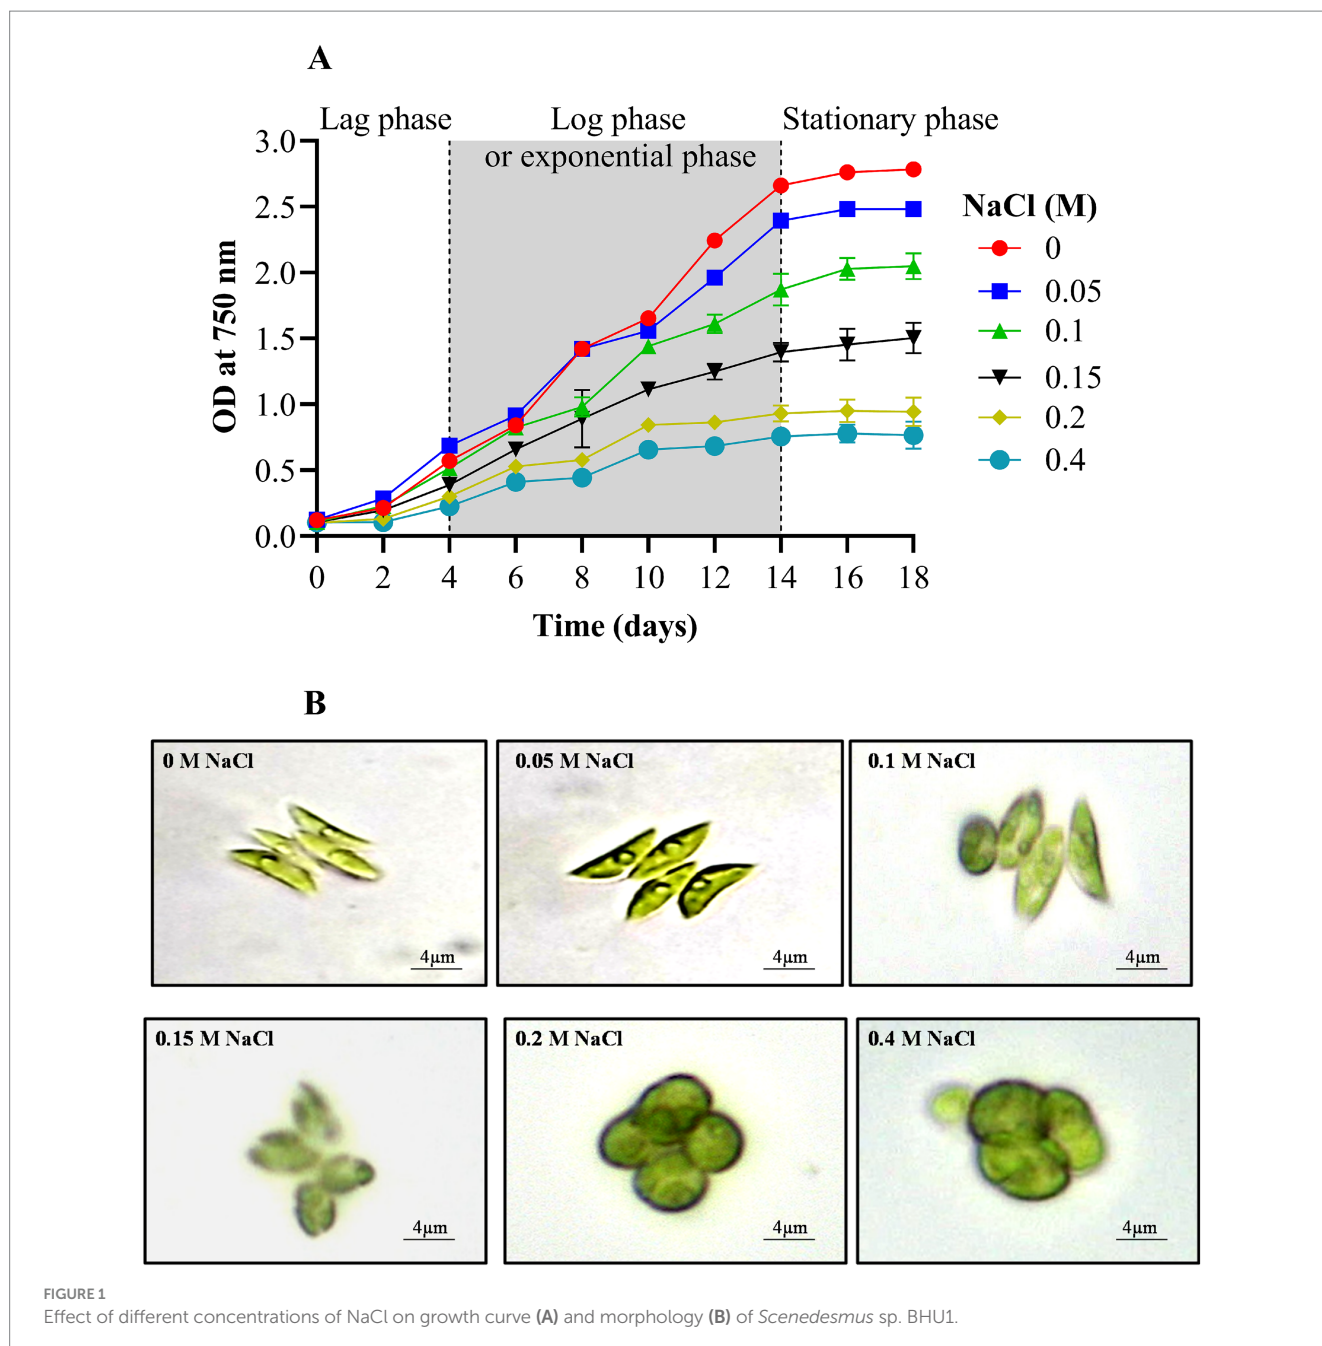 A
Lag phase
Log phase
or exponential phase
Stationary phase
3.0
2.5
2.0
1.5
1.0
0.5
0.0
OD at 750 nm
0 2 4 6 8 10 12 14 16 18
Time (days)
NaCl (M)
0
0.05
0.1
0.15
0.2
0.4
B
0 M NaCl
4μm
0.05 M NaCl
4μm
0.1 M NaCl
4μm
0.15 M NaCl
4μm
0.2 M NaCl
4μm
0.4 M NaCl
4μm
FIGURE 1
Effect of different concentrations of NaCl on growth curve (A) and morphology (B) of Scenedesmus sp. BHU1.